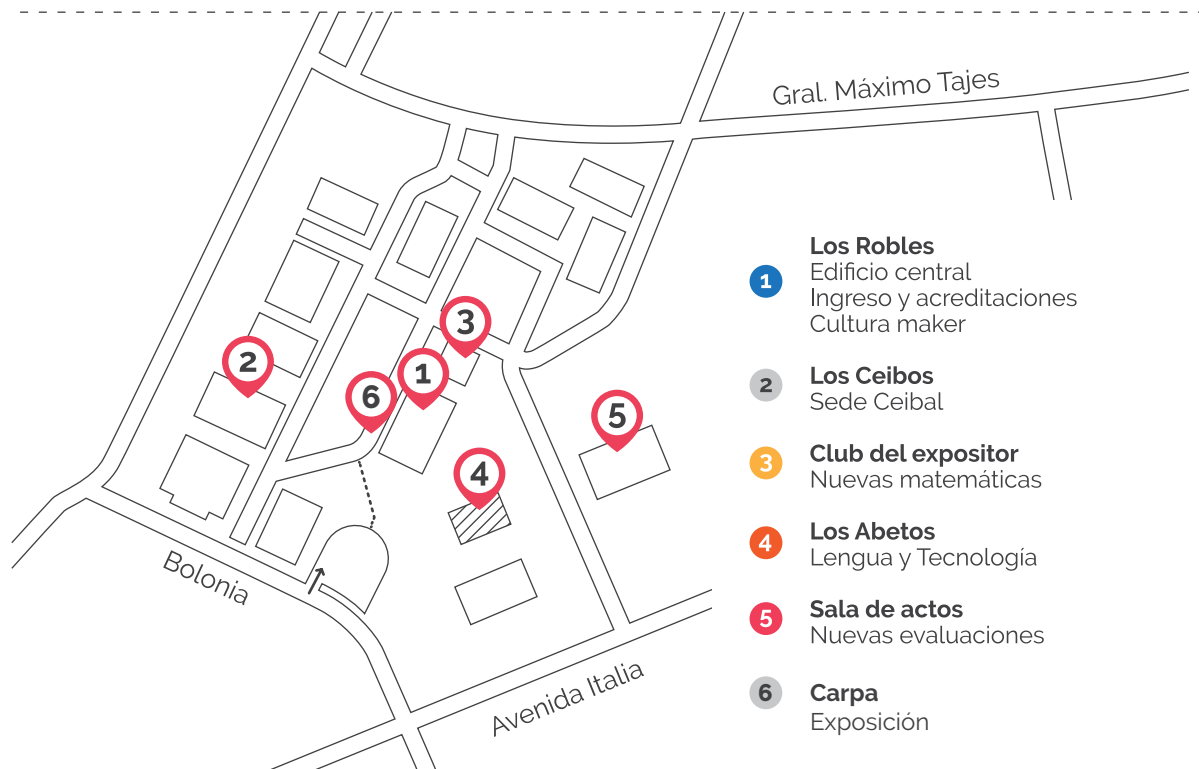 Gral. Máximo Tajes
3
2
1
6
5
4
Bolonia
Avenida Italia
1
Los Robles
Edificio central
Ingreso y acreditaciones
Cultura maker
2
Los Ceibos
Sede Ceibal
3
Club del expositor
Nuevas matemáticas
4
Los Abetos
Lengua y Tecnología
5
Sala de actos
Nuevas evaluaciones
6
Carpa
Exposición